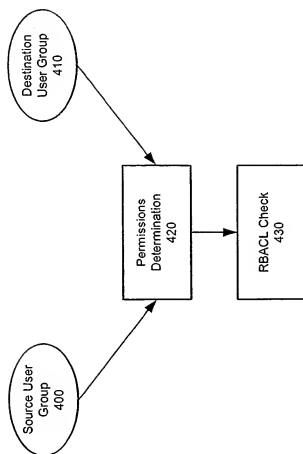 Source User
Group
400
Destination
User Group
410
Permissions
Determination
420
RBACL Check
430